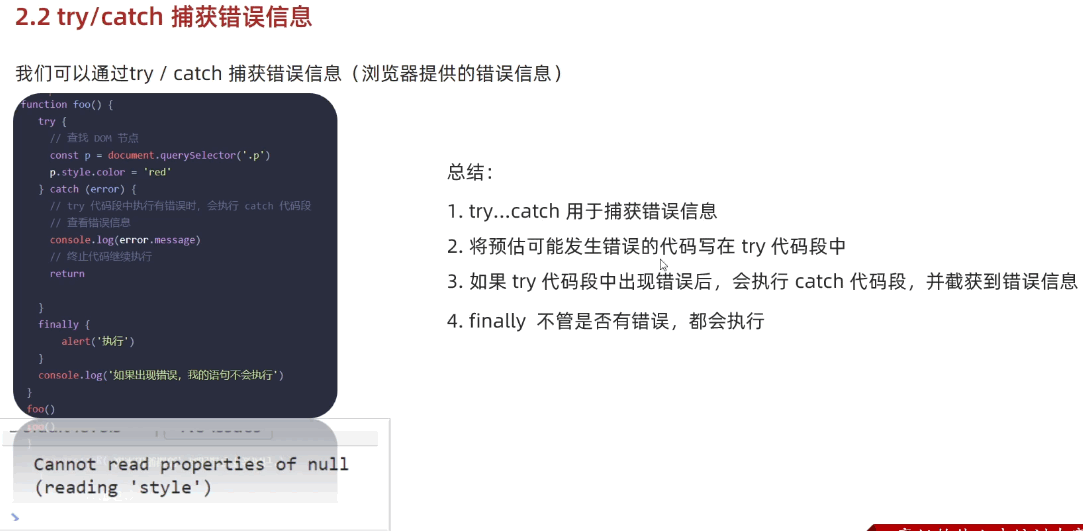 2.2 try/catch 捕获错误信息
我们可以通过try / catch 捕获错误信息（浏览器提供的错误信息）
function foo() {
try {
// 查找 DOM 节点
const p = document.querySelector('.p')
p.style.color = 'red'
} catch (error) {
// try 代码段中执行有错误时，会执行 catch 代码段
// 查看错误信息
console.log(error.message)
// 终止代码继续执行
return
}
finally {
alert('执行')
}
console.log('如果出现错误，我的语句不会执行')
}
foo()
Cannot read properties of null
(reading 'style')
总结：
1. try...catch 用于捕获错误信息
2. 将预估可能发生错误的代码写在 try 代码段中
3. 如果 try 代码段中出现错误后，会执行 catch 代码段，并截获到错误信息
4. finally 不管是否有错误，都会执行